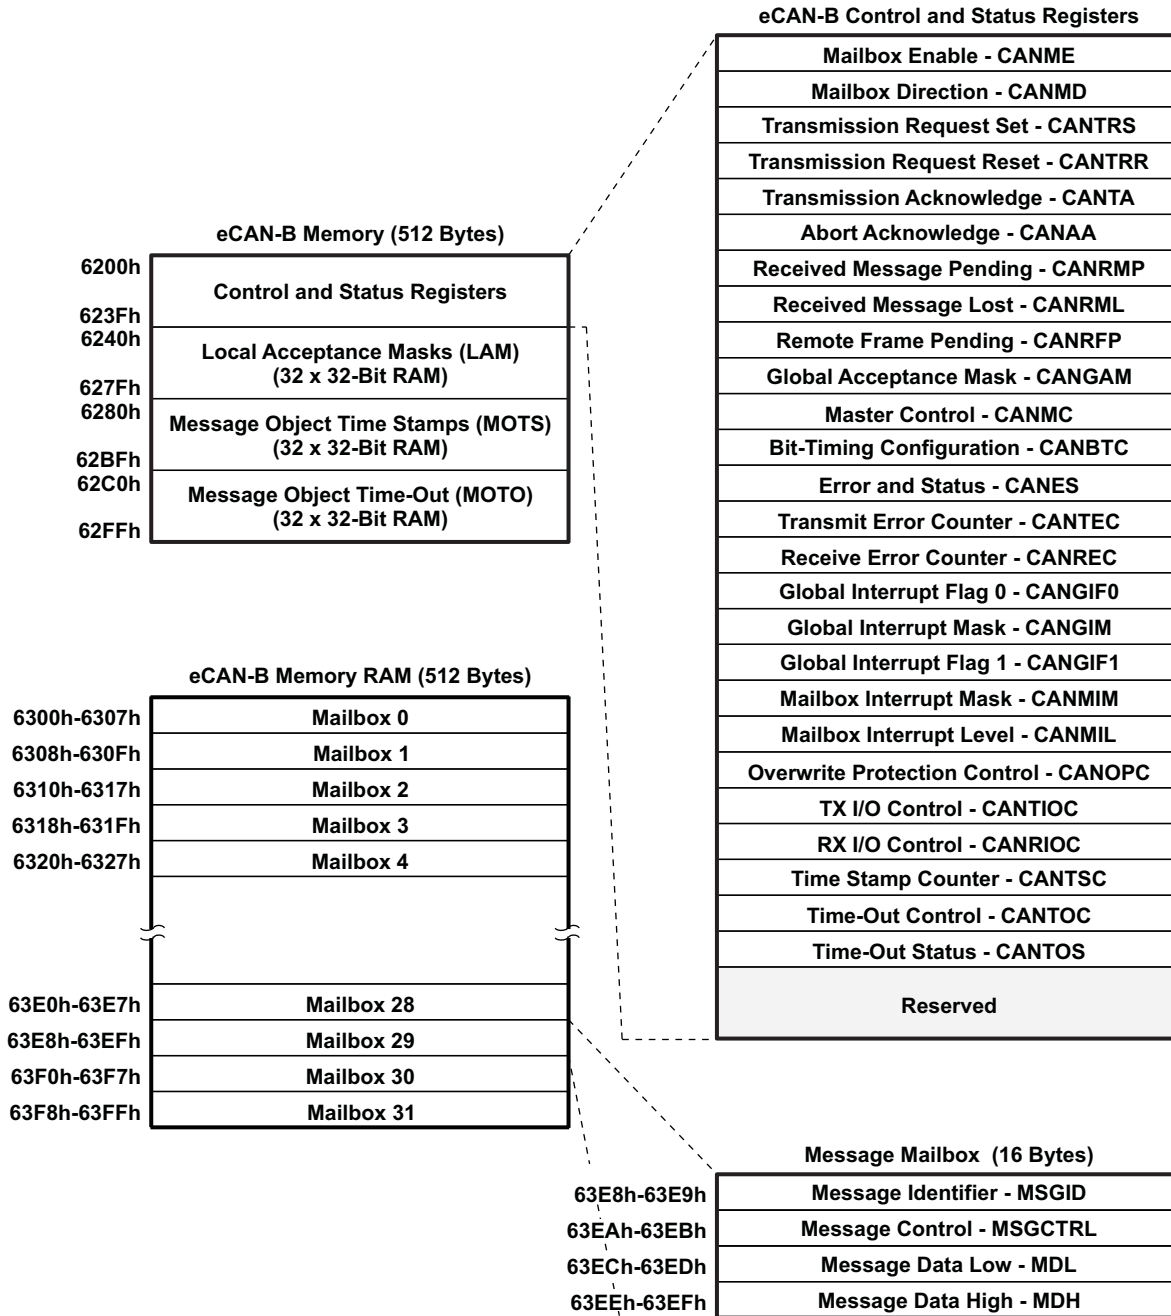 eCAN-B Control and Status Registers
Mailbox Enable - CANME
Mailbox Direction - CANMD
Transmission Request Set - CANTRS
Transmission Request Reset - CANTRR
Transmission Acknowledge - CANTA
Abort Acknowledge - CANAA
Received Message Pending - CANRMP
Received Message Lost - CANRML
Remote Frame Pending - CANRFP
Global Acceptance Mask - CANGAM
Master Control - CANMC
Bit-Timing Configuration - CANBTC
Error and Status - CANES
Transmit Error Counter - CANTEC
Receive Error Counter - CANREC
Global Interrupt Flag 0 - CANGIF0
Global Interrupt Mask - CANGIM
Global Interrupt Flag 1 - CANGIF1
Mailbox Interrupt Mask - CANMIM
Mailbox Interrupt Level - CANMIL
Overwrite Protection Control - CANOPC
TX I/O Control - CANTIOC
RX I/O Control - CANRIOC
Time Stamp Counter - CANTSC
Time-Out Control - CANTOC
Time-Out Status - CANTOS
Reserved
eCAN-B Memory (512 Bytes)
6200h
Control and Status Registers
623Fh
6240h
Local Acceptance Masks (LAM)
(32 x 32-Bit RAM)
627Fh
6280h
Message Object Time Stamps (MOTS)
(32 x 32-Bit RAM)
62BFh
62C0h
Message Object Time-Out (MOTO)
(32 x 32-Bit RAM)
62FFh
eCAN-B Memory RAM (512 Bytes)
6300h-6307h Mailbox 0
6308h-630Fh Mailbox 1
6310h-6317h Mailbox 2
6318h-631Fh Mailbox 3
6320h-6327h Mailbox 4
63E0h-63E7h Mailbox 28
63E8h-63EFh Mailbox 29
63F0h-63F7h Mailbox 30
63F8h-63FFh Mailbox 31
Message Mailbox (16 Bytes)
63E8h-63E9h Message Identifier - MSGID
63EAh-63EBh Message Control - MSGCTRL
63ECh-63EDh Message Data Low - MDL
63EEh-63EFh Message Data High - MDH